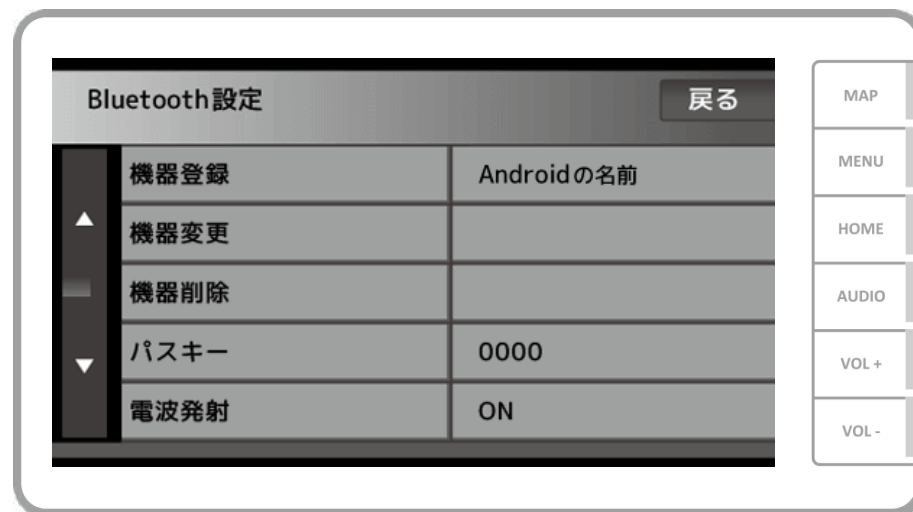 Bluetooth設定
戻る
機器登録
Androidの名前
機器変更
機器削除
パスキー
0000
電波発射
ON
MAP
MENU
HOME
AUDIO
VOL +
VOL -